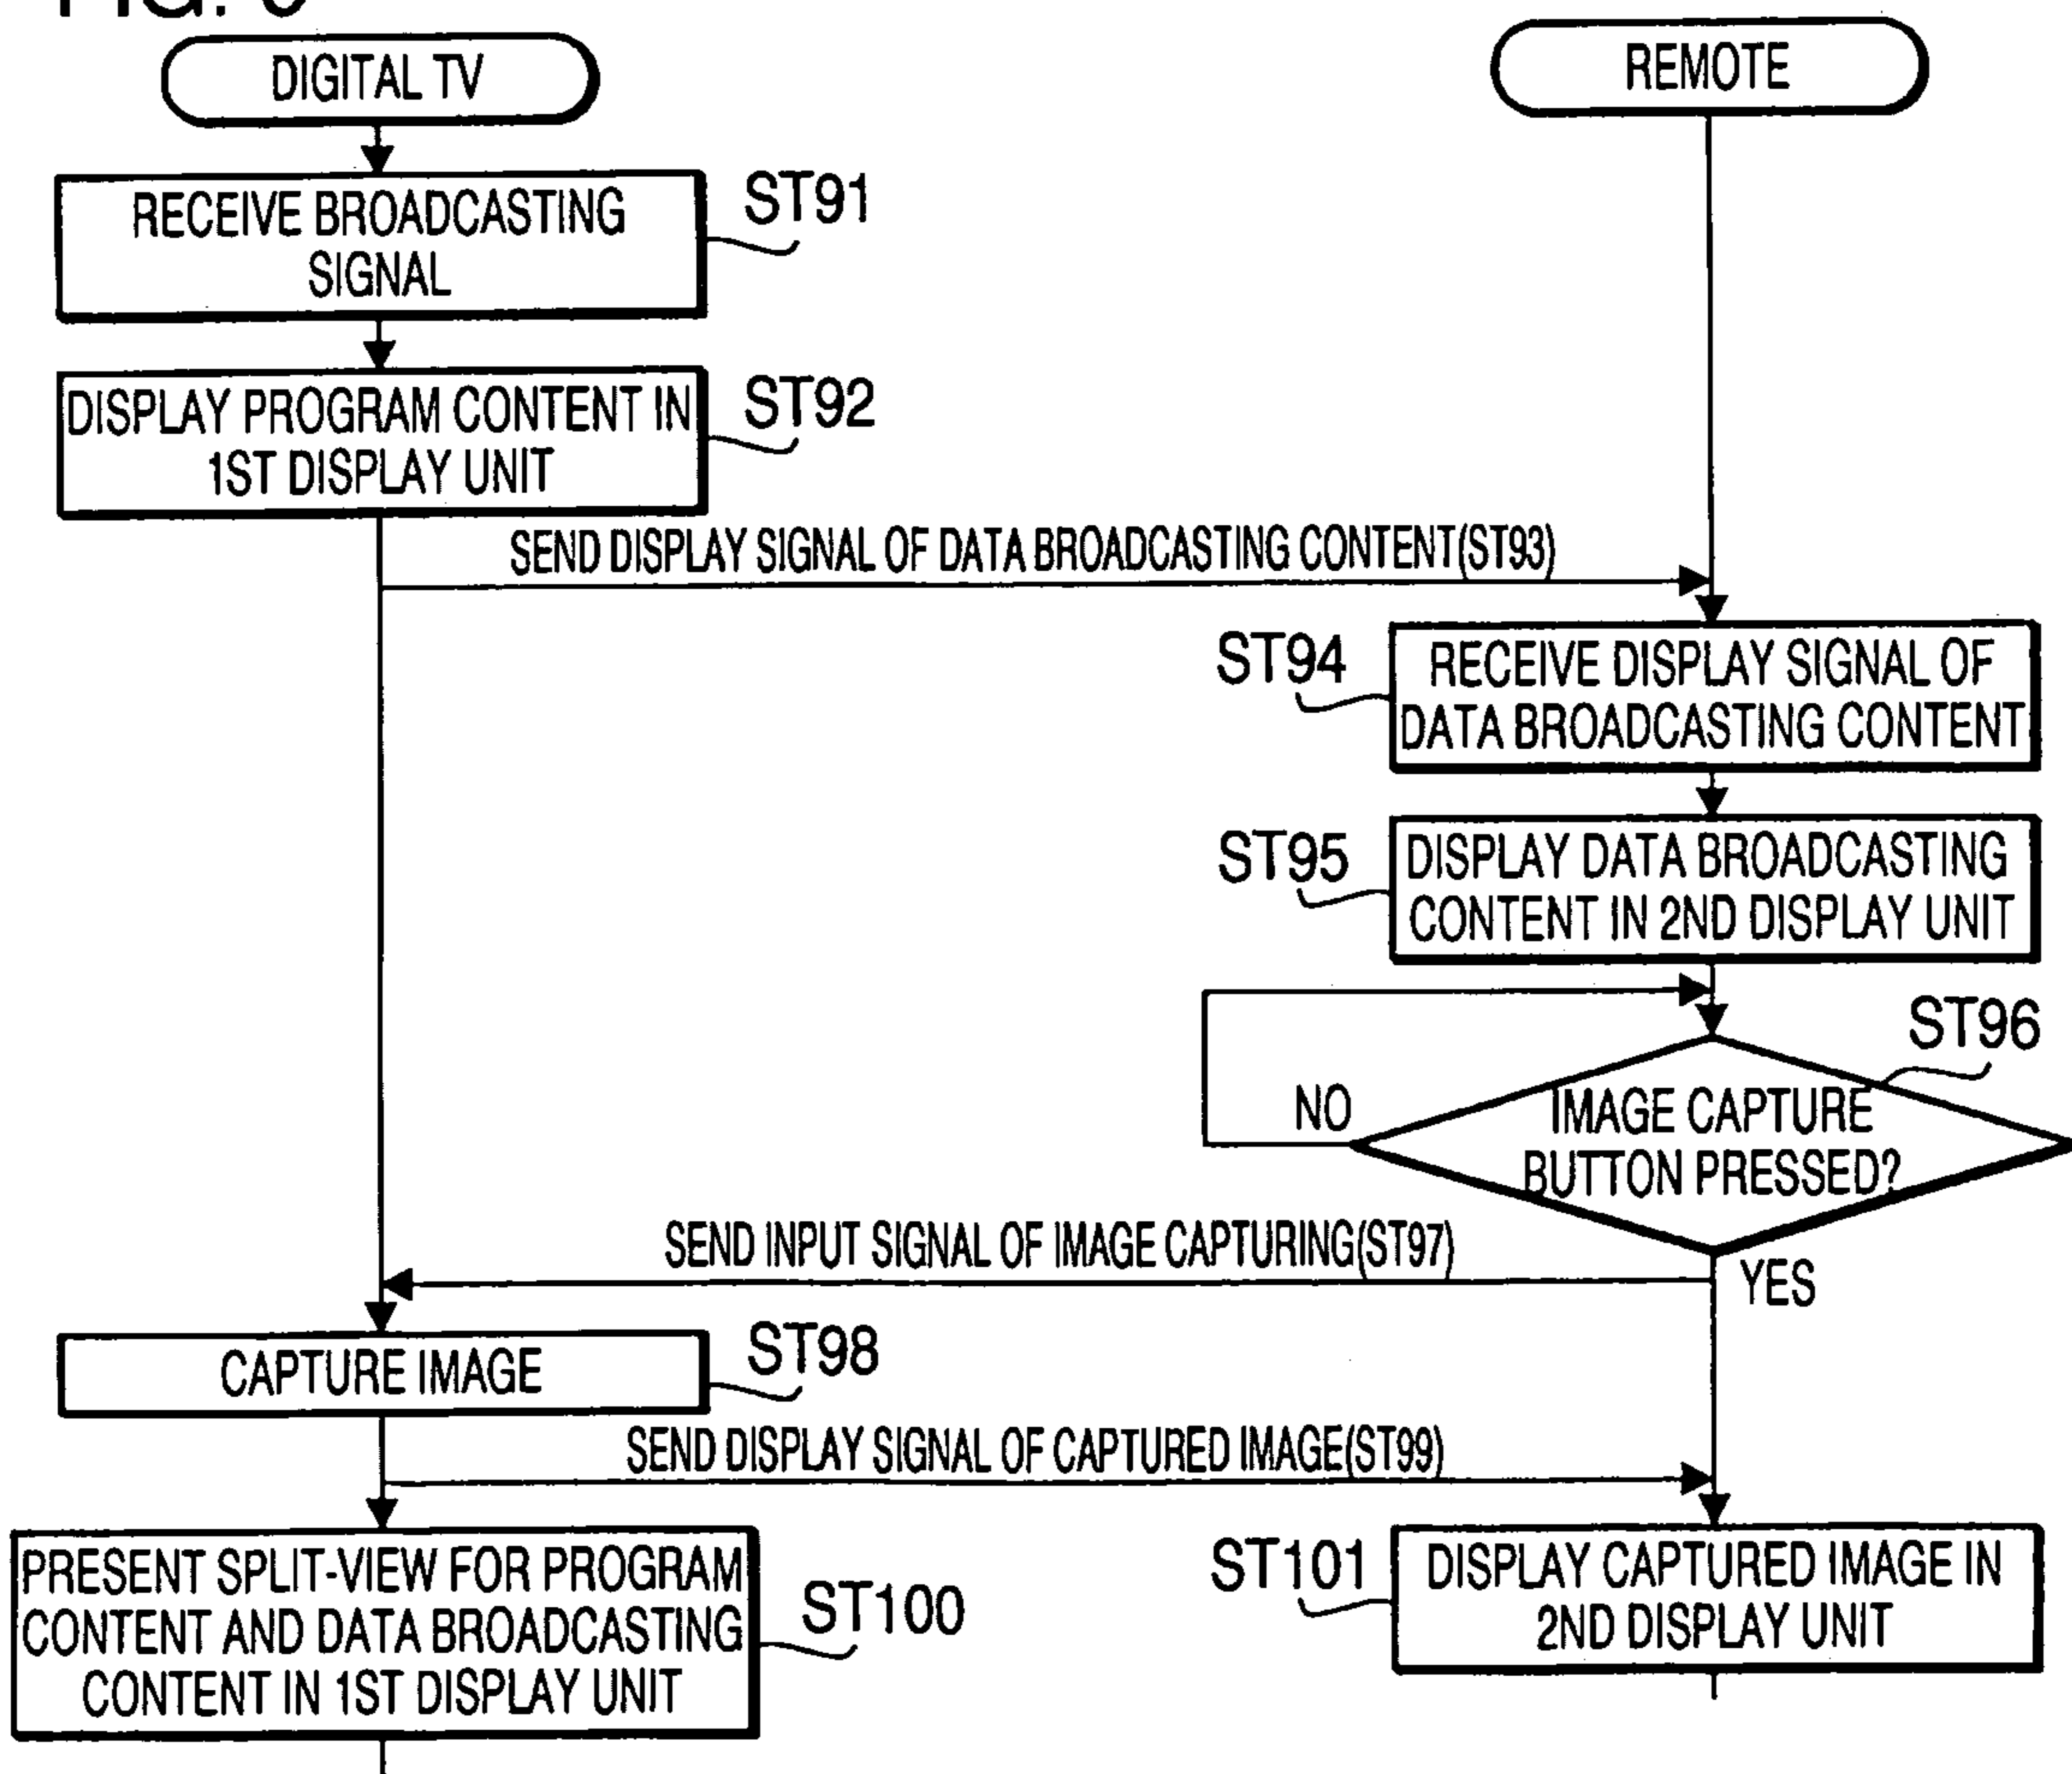 DIGITAL TV
REMOTE
RECEIVE BROADCASTING
SIGNAL
ST91
DISPLAY PROGRAM CONTENT IN
1ST DISPLAY UNIT
ST92
SEND DISPLAY SIGNAL OF DATA BROADCASTING CONTENT(ST93)
ST94
RECEIVE DISPLAY SIGNAL OF
DATA BROADCASTING CONTENT
ST95
DISPLAY DATA BROADCASTING
CONTENT IN 2ND DISPLAY UNIT
ST96
NO
IMAGE CAPTURE
BUTTON PRESSED?
SEND INPUT SIGNAL OF IMAGE CAPTURING(ST97)
YES
CAPTURE IMAGE
ST98
SEND DISPLAY SIGNAL OF CAPTURED IMAGE(ST99)
PRESENT SPLIT-VIEW FOR PROGRAM
CONTENT AND DATA BROADCASTING
CONTENT IN 1ST DISPLAY UNIT
ST100
ST101
DISPLAY CAPTURED IMAGE IN
2ND DISPLAY UNIT